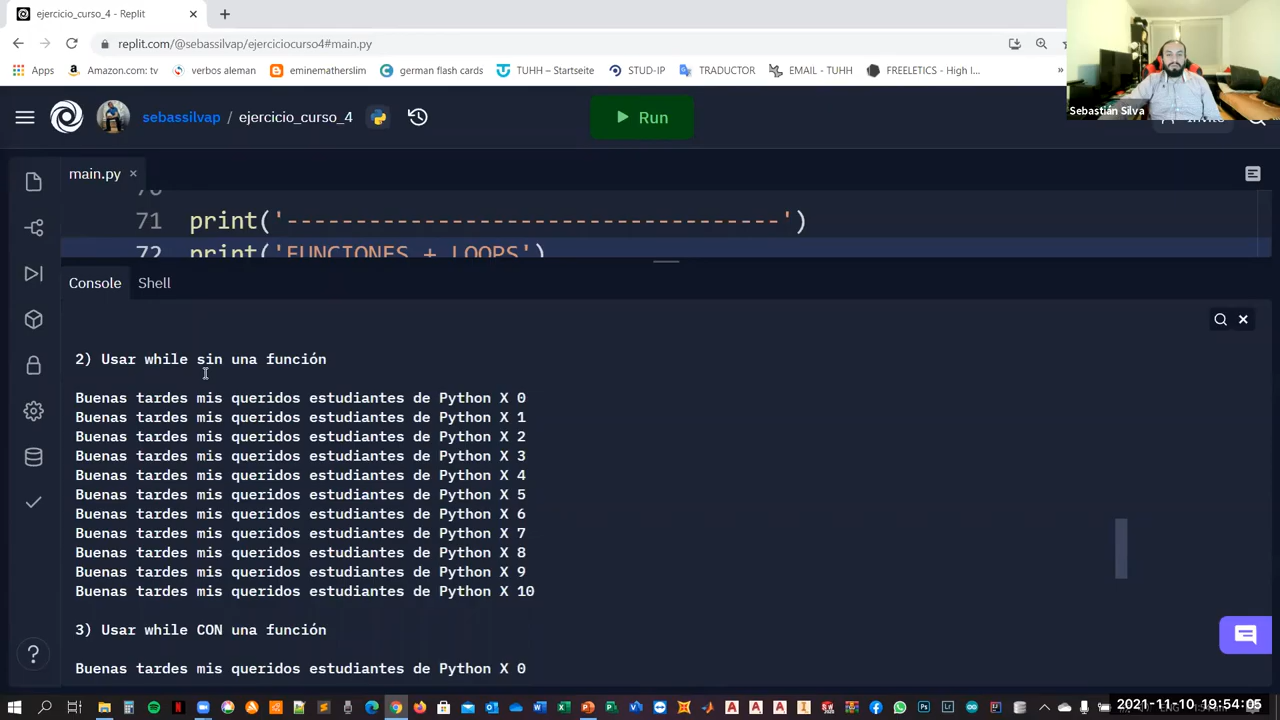 ejercicio_curso_4 - Replit
replit.com/@sebassilvap/ejerciciocurso4#main.py
Apps
Amazon.com: tv
verbos aleman
eminematherslim
german flash cards
TUHH – Startseite
STUD-IP
TRADUCTOR
EMAIL - TUHH
FREELETICS - High I...
»
Sebastián Silva
sebassilvap / ejercicio_curso_4
Run
main.py
71 print('------------------------------------')
72 print('FUNCIONES + LOOPS')
Console
Shell
2) Usar while sin una función
Buenas tardes mis queridos estudiantes de Python X 0
Buenas tardes mis queridos estudiantes de Python X 1
Buenas tardes mis queridos estudiantes de Python X 2
Buenas tardes mis queridos estudiantes de Python X 3
Buenas tardes mis queridos estudiantes de Python X 4
Buenas tardes mis queridos estudiantes de Python X 5
Buenas tardes mis queridos estudiantes de Python X 6
Buenas tardes mis queridos estudiantes de Python X 7
Buenas tardes mis queridos estudiantes de Python X 8
Buenas tardes mis queridos estudiantes de Python X 9
Buenas tardes mis queridos estudiantes de Python X 10
3) Usar while CON una función
Buenas tardes mis queridos estudiantes de Python X 0
2021-11-10 19:54:05